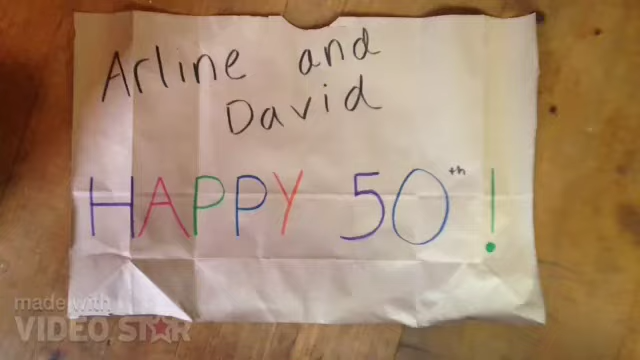 Arline and
David
HAPPY 50th!
made with
VIDEO STAR